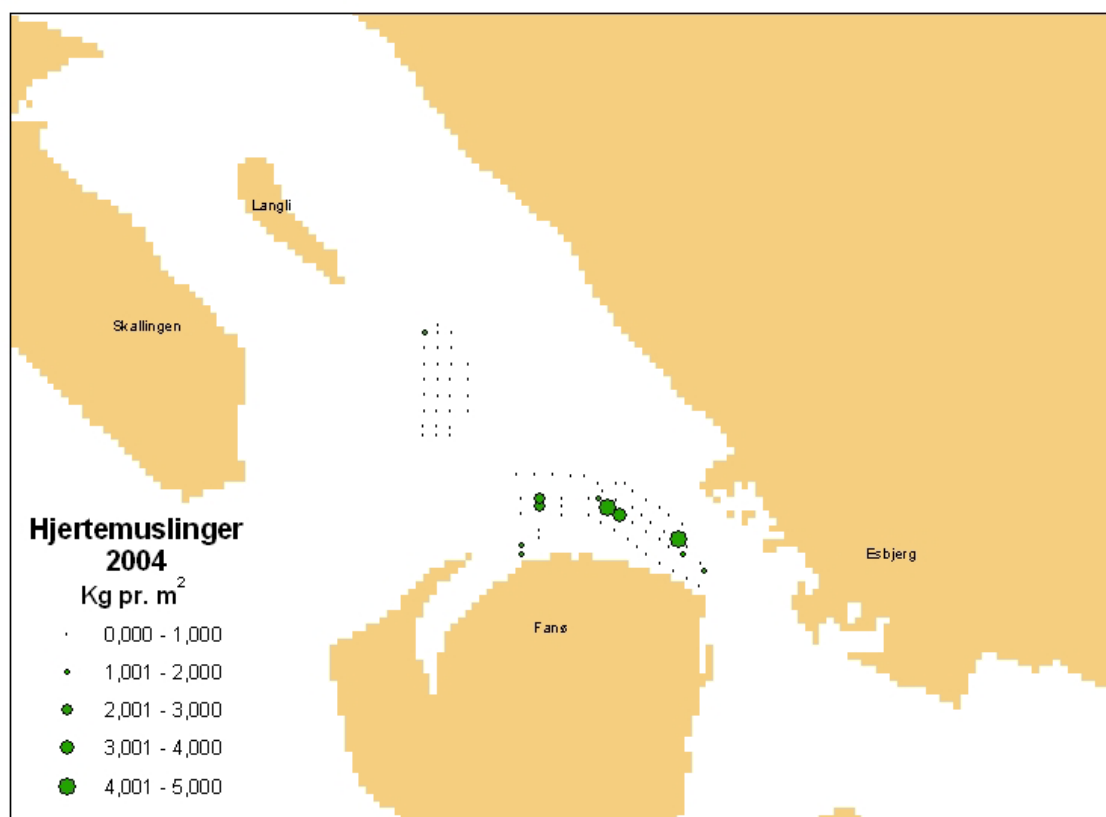 Langli
Skallingen
Esbjerg
Fanø
Hjertemuslinger
2004
Kg pr. m²
0,000 - 1,000
1,001 - 2,000
2,001 - 3,000
3,001 - 4,000
4,001 - 5,000